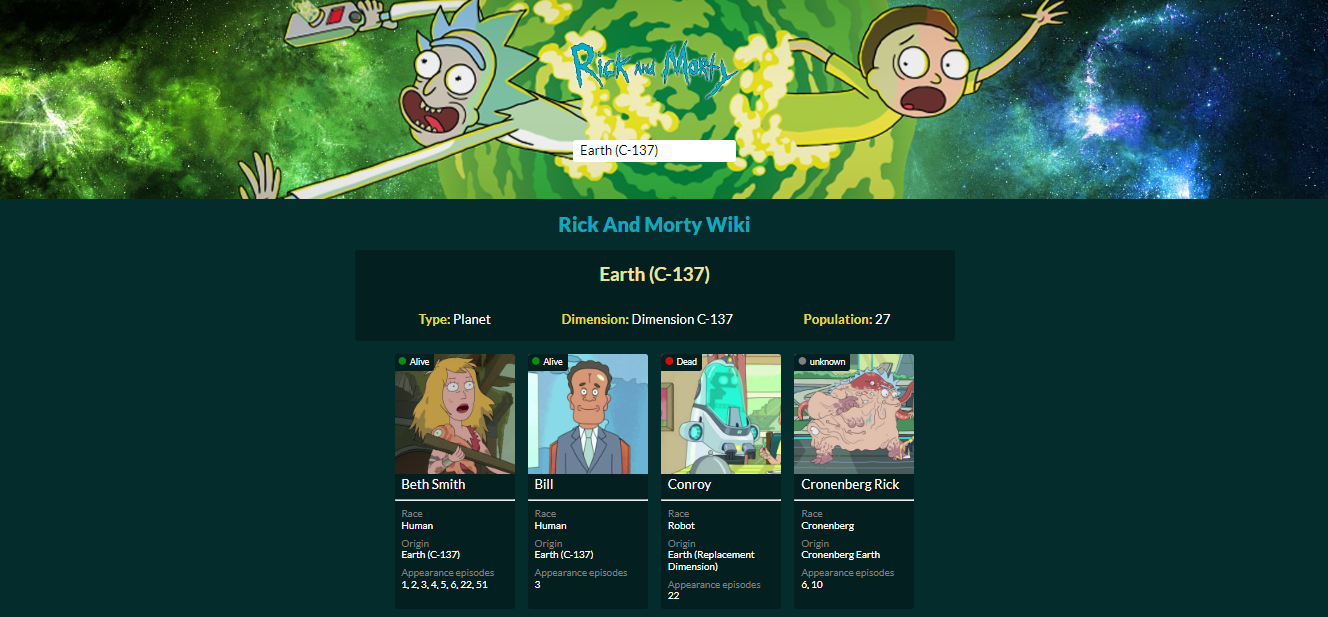 Rick and Morty
Earth (C-137)
Rick And Morty Wiki
Earth (C-137)
Type: Planet
Dimension: Dimension C-137
Population: 27
Alive
Beth Smith
Race
Human
Origin
Earth (C-137)
Appearance episodes
1, 2, 3, 4, 5, 6, 22, 51
Alive
Bill
Race
Human
Origin
Earth (C-137)
Appearance episodes
3
Dead
Conroy
Race
Robot
Origin
Earth (Replacement
Dimension)
Appearance episodes
22
unknown
Cronenberg Rick
Race
Cronenberg
Origin
Cronenberg Earth
Appearance episodes
6, 10